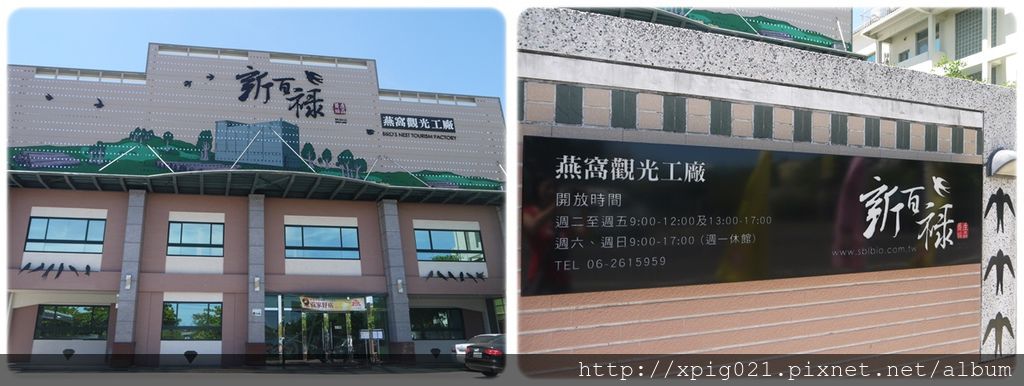 新百祿
燕窩觀光工廠
BIRD'S NEST TOURISM FACTORY
燕窩觀光工廠
開放時間
週二至週五9:00-12:00及13:00-17:00
週六、週日9:00-17:00（週一休館）
TEL 06-2615959
新百祿
www.sblbio.com.tw
http://xpig021.pixnet.net/album